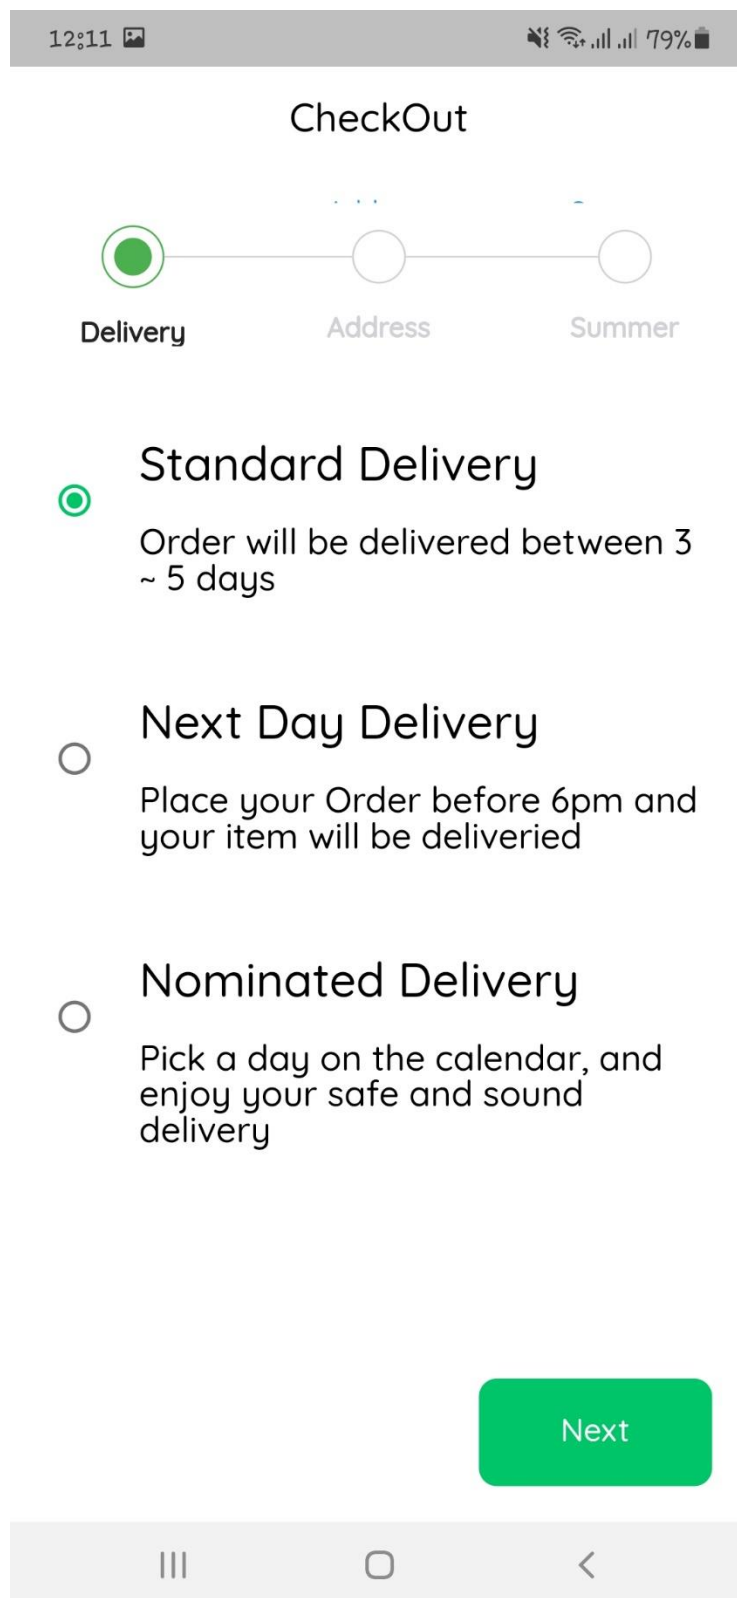 12:11
79%
CheckOut
Delivery
Address
Summer
Standard Delivery
Order will be delivered between 3
~ 5 days
Next Day Delivery
Place your Order before 6pm and
your item will be deliveried
Nominated Delivery
Pick a day on the calendar, and
enjoy your safe and sound
delivery
Next